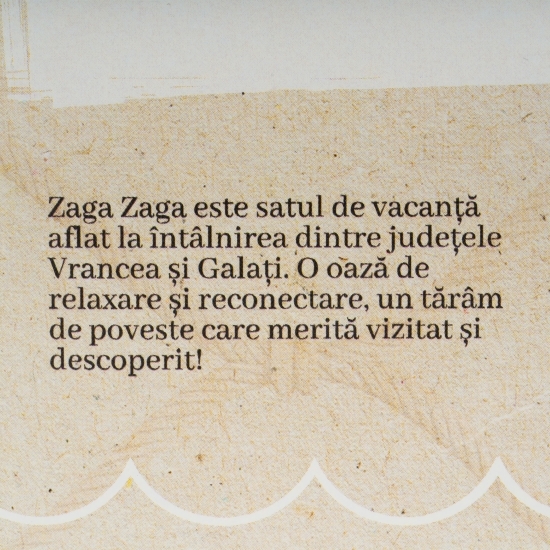 Zaga Zaga este satul de vacanță
aflat la întâlnirea dintre județele
Vrancea și Galați. O oază de
relaxare și reconectare, un tărâm
de poveste care merită vizitat și
descoperit!